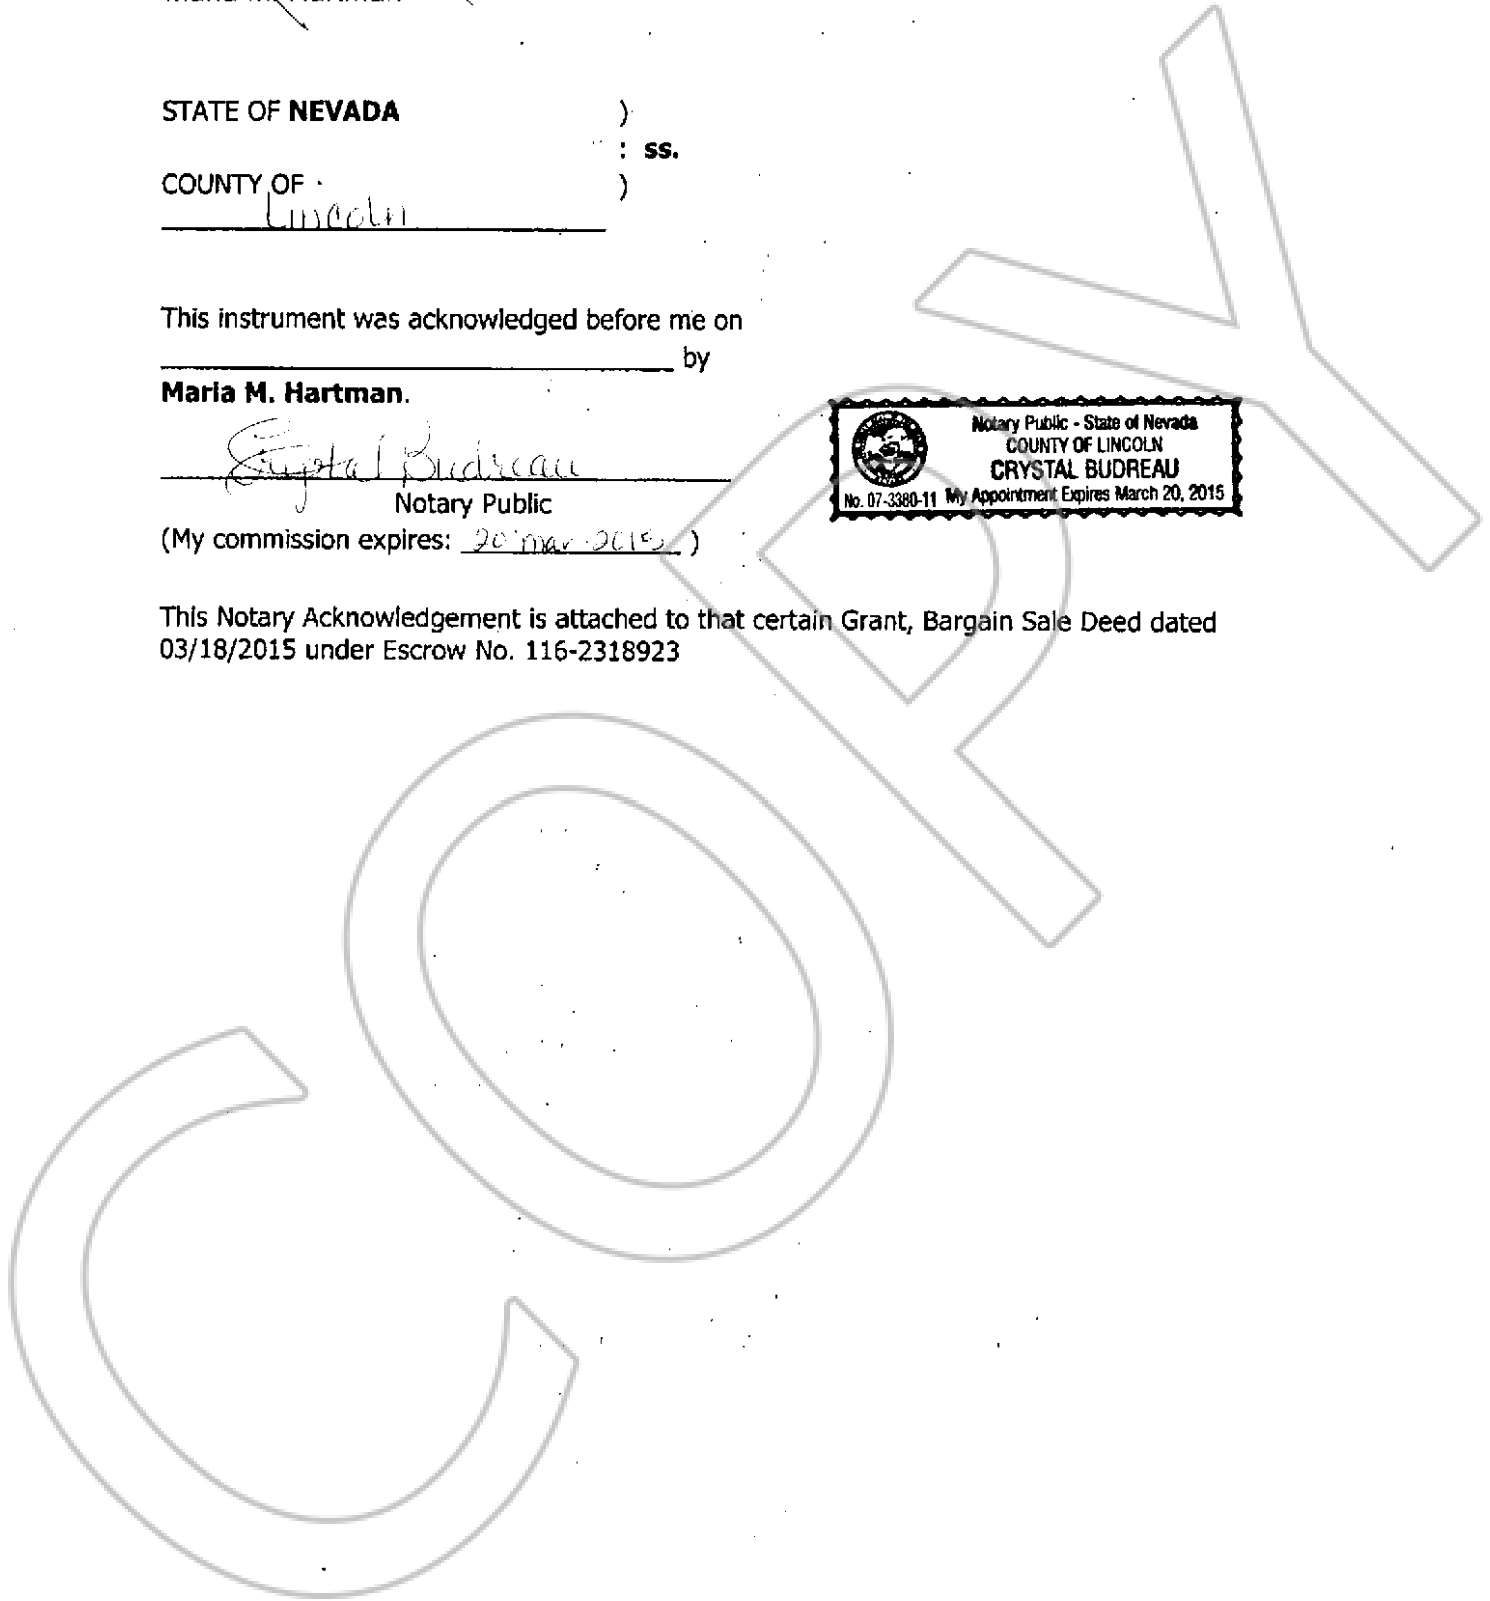 STATE OF NEVADA )
: ss.
COUNTY OF )
Lincoln
This instrument was acknowledged before me on
____________________ by
Maria M. Hartman.
Crystal Budreau
Notary Public
(My commission expires: 20 mar 2015 )
Notary Public - State of Nevada
COUNTY OF LINCOLN
CRYSTAL BUDREAU
No. 07-3380-11 My Appointment Expires March 20, 2015
This Notary Acknowledgement is attached to that certain Grant, Bargain Sale Deed dated
03/18/2015 under Escrow No. 116-2318923
COPY